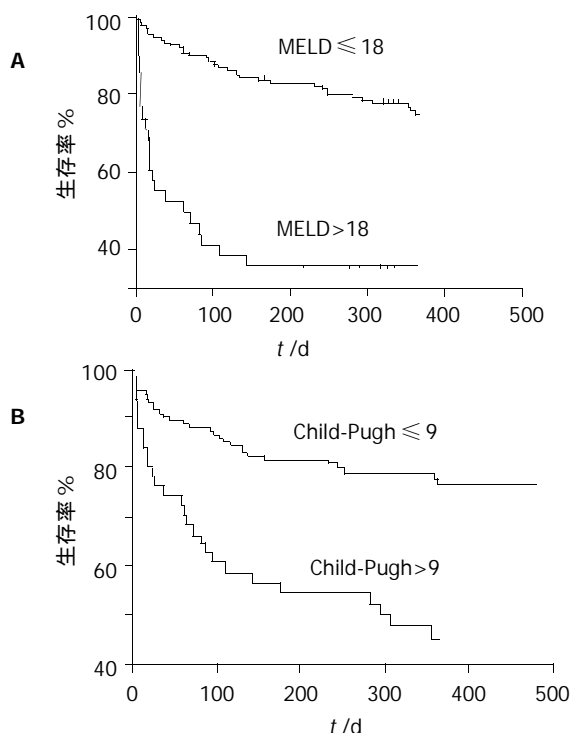 A
生存率 %
100
80
60
40
MELD ≤ 18
MELD>18
0 100 200 300 400 500
t /d
B
生存率 %
100
80
60
40
Child-Pugh ≤ 9
Child-Pugh>9
0 100 200 300 400 500
t /d